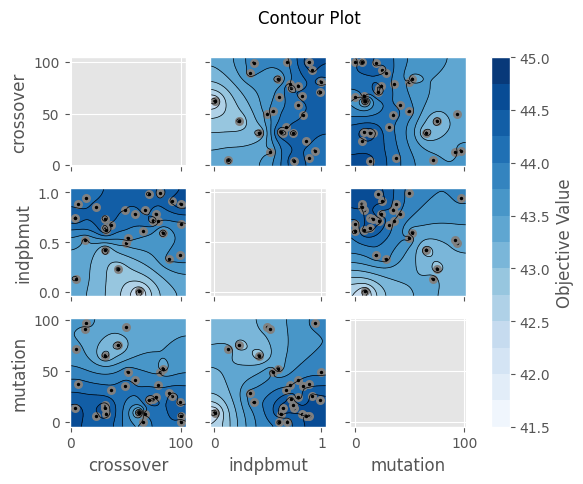 Contour Plot
crossover
100
50
0
indpbmut
1.0
0.5
0.0
mutation
100
50
0
0
100
crossover
0
1
indpbmut
0
100
mutation
45.0
44.5
44.0
43.5
43.0
42.5
42.0
41.5
Objective Value